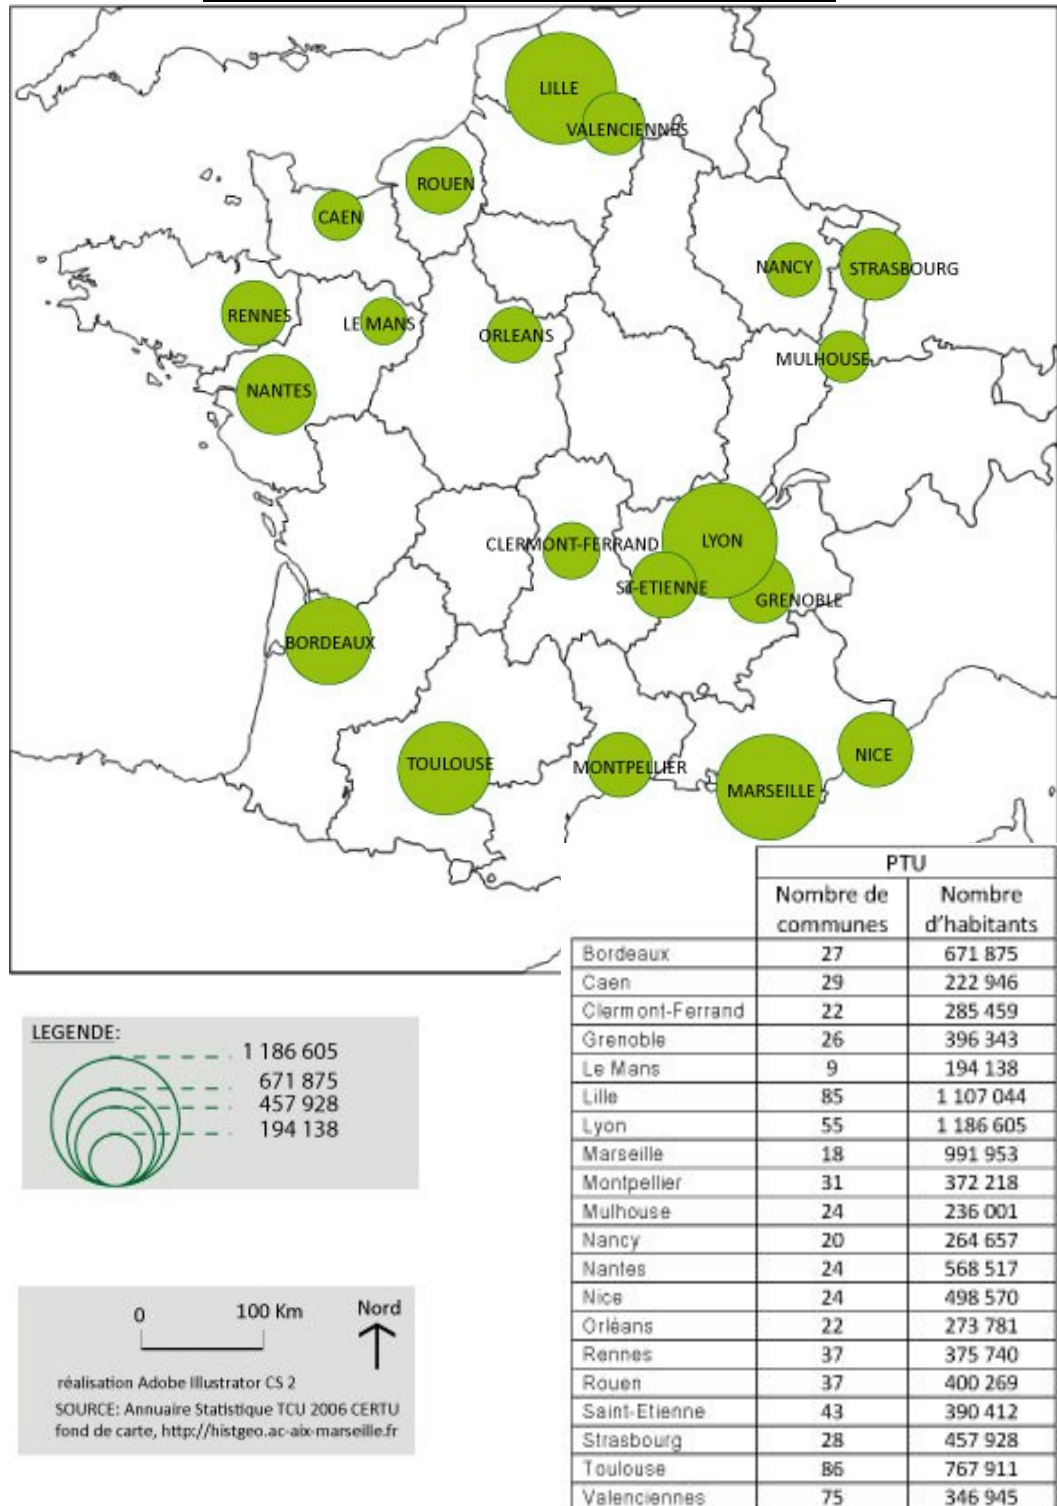 LILLE
VALENCIENNES
ROUEN
CAEN
NANCY
STRASBOURG
RENNES
LE MANS
ORLEANS
MULHOUSE
NANTES
CLERMONT-FERRAND
LYON
ST-ETIENNE
GRENOBLE
BORDEAUX
TOULOUSE
MONTPELLIER
NICE
MARSEILLE
PTU
Nombre de communes Nombre d'habitants
Bordeaux 27 671 875
Caen 29 222 946
Clermont-Ferrand 22 285 459
Grenoble 26 396 343
Le Mans 9 194 138
Lille 85 1 107 044
Lyon 55 1 186 605
Marseille 18 991 953
Montpellier 31 372 218
Mulhouse 24 236 001
Nancy 20 264 657
Nantes 24 568 517
Nice 24 498 570
Orléans 22 273 781
Rennes 37 375 740
Rouen 37 400 269
Saint-Etienne 43 390 412
Strasbourg 28 457 928
Toulouse 86 767 911
Valenciennes 75 346 945
LEGENDE:
1 186 605
671 875
457 928
194 138
0 100 Km Nord
réalisation Adobe Illustrator CS 2
SOURCE: Annuaire Statistique TCU 2006 CERTU
fond de carte, http://histgeo.ac-aix-marseille.fr